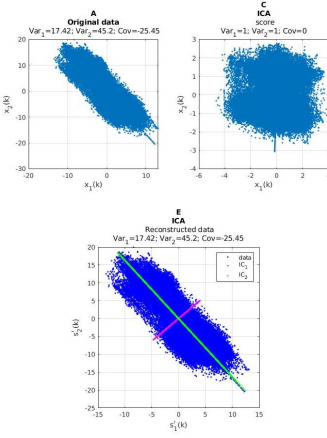 A
Original data
Var1=17.42; Var2=45.2; Cov=-25.45
20
10
0
-10
-20
-30
-20
-10
0
10
x2(k)
x1(k)
C
ICA
score
Var1=1; Var2=1; Cov=0
3
2
1
0
-1
-2
-3
-4
-6
-4
-2
0
2
x2(k)
x1(k)
E
ICA
Reconstructed data
Var1=17.42; Var2=45.2; Cov=-25.45
20
15
10
5
0
-5
-10
-15
-20
-25
-15
-10
-5
0
5
10
15
s'2(k)
s'1(k)
data
IC1
IC2